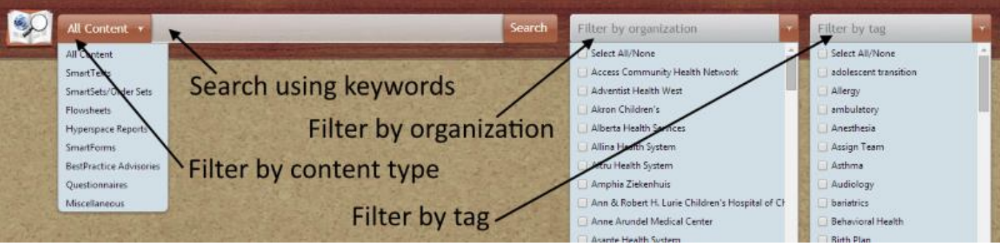 All Content
Search
Filter by organization
Filter by tag
All Content
SmartTexts
SmartSets/Order Sets
Flowsheets
Hyperspace Reports
SmartForms
BestPractice Advisories
Questionnaires
Miscellaneous
Search using keywords
Filter by organization
Filter by content type
Filter by tag
Select All/None
Access Community Health Network
Adventist Health West
Akron Children's
Alberta Health Services
Allina Health System
Altru Health System
Amphia Ziekenhuis
Ann & Robert H. Lurie Children's Hospital of Ch
Anne Arundel Medical Center
Asante Health System
Select All/None
adolescent transition
Allergy
ambulatory
Anesthesia
Assign Team
Asthma
Audiology
bariatrics
Behavioral Health
Birth Plan